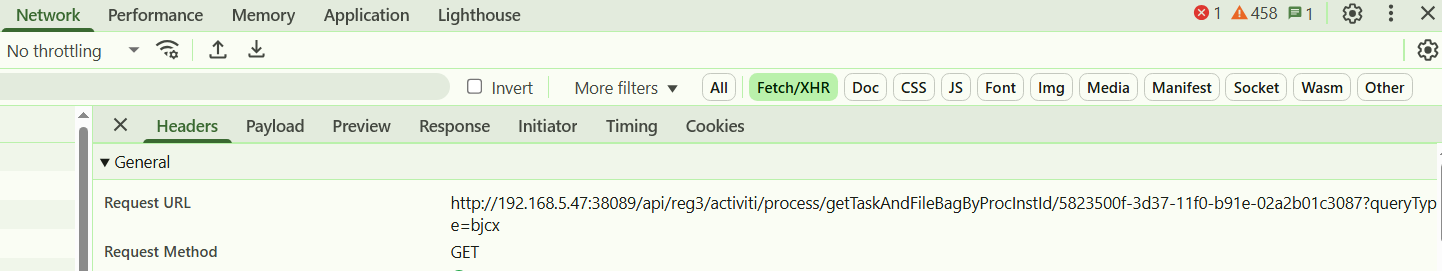 Network Performance Memory Application Lighthouse 1 458 1
No throttling
Invert More filters All Fetch/XHR Doc CSS JS Font Img Media Manifest Socket Wasm Other
Headers Payload Preview Response Initiator Timing Cookies
General
Request URL http://192.168.5.47:38089/api/reg3/activiti/process/getTaskAndFileBagByProcInstId/5823500f-3d37-11f0-b91e-02a2b01c3087?queryTyp
e=bjcx
Request Method GET